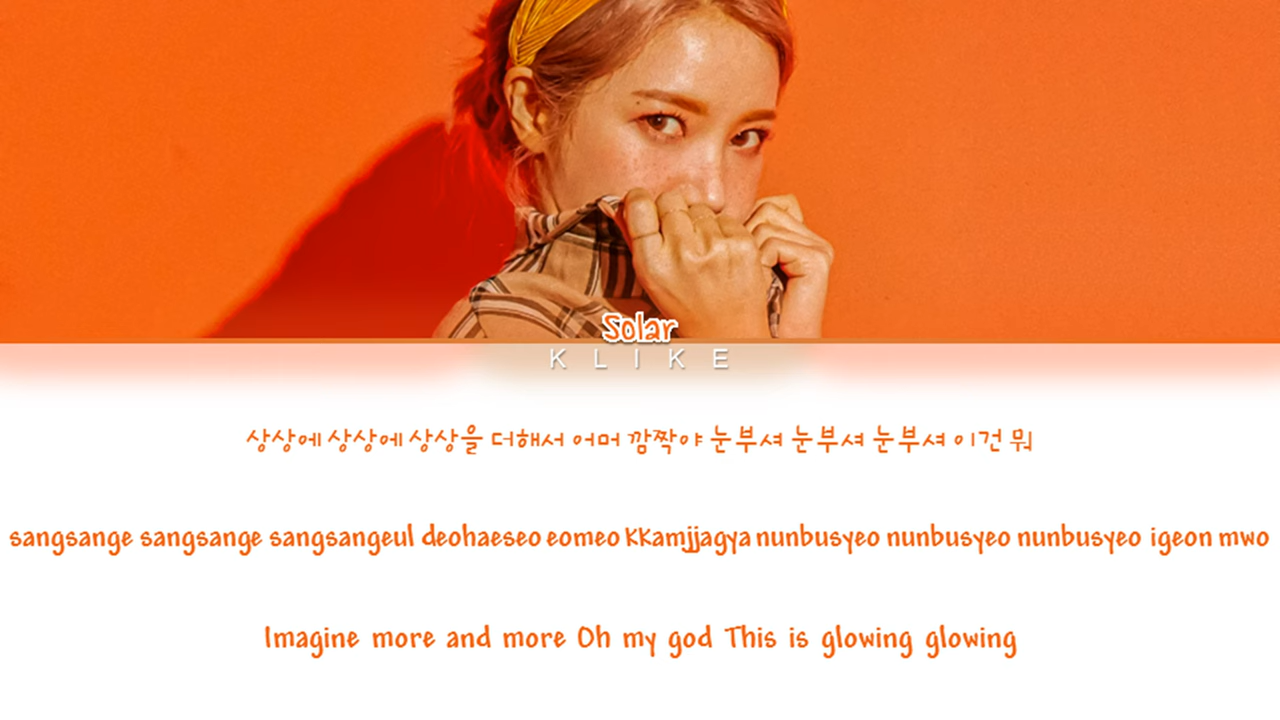 Solar
KLIKE
상상에 상상에 상상을 더해서 어머 깜짝야 눈부셔 눈부셔 눈부셔 이건 뭐
sangsange sangsange sangsangeul deohaeseo eomeo kkamjjagya nunbusyeo nunbusyeo nunbusyeo igeon mwo
Imagine more and more Oh my god This is glowing glowing